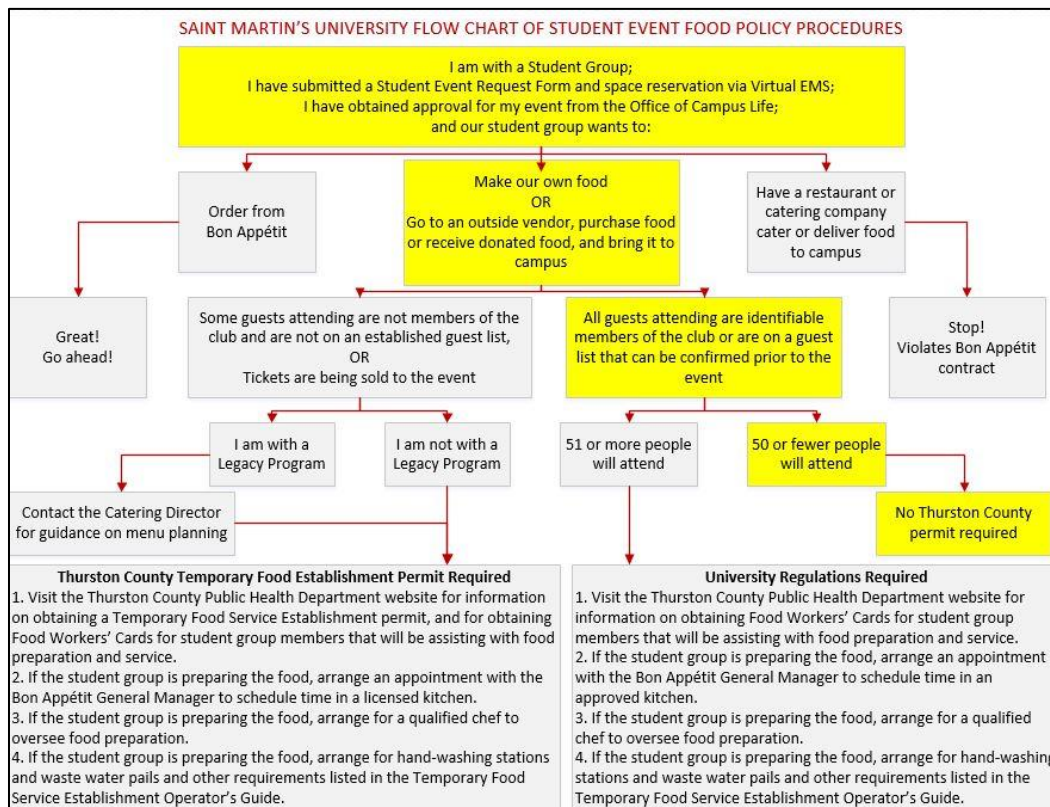 SAINT MARTIN'S UNIVERSITY FLOW CHART OF STUDENT EVENT FOOD POLICY PROCEDURES
I am with a Student Group;
I have submitted a Student Event Request Form and space reservation via Virtual EMS;
I have obtained approval for my event from the Office of Campus Life;
and our student group wants to:
Order from
Bon Appétit
Make our own food
OR
Go to an outside vendor, purchase food
or receive donated food, and bring it to
campus
Have a restaurant or
catering company
cater or deliver food
to campus
Great!
Go ahead!
Some guests attending are not members of the
club and are not on an established guest list,
OR
Tickets are being sold to the event
All guests attending are identifiable
members of the club or are on a guest
list that can be confirmed prior to the
event
Stop!
Violates Bon Appétit
contract
I am with a
Legacy Program
I am not with a
Legacy Program
51 or more people
will attend
50 or fewer people
will attend
Contact the Catering Director
for guidance on menu planning
No Thurston County
permit required
Thurston County Temporary Food Establishment Permit Required
1. Visit the Thurston County Public Health Department website for information
on obtaining a Temporary Food Service Establishment permit, and for obtaining
Food Workers' Cards for student group members that will be assisting with food
preparation and service.
2. If the student group is preparing the food, arrange an appointment with the
Bon Appétit General Manager to schedule time in a licensed kitchen.
3. If the student group is preparing the food, arrange for a qualified chef to
oversee food preparation.
4. If the student group is preparing the food, arrange for hand-washing stations
and waste water pails and other requirements listed in the Temporary Food
Service Establishment Operator's Guide.
University Regulations Required
1. Visit the Thurston County Public Health Department website for
information on obtaining Food Workers' Cards for student group
members that will be assisting with food preparation and service.
2. If the student group is preparing the food, arrange an appointment
with the Bon Appétit General Manager to schedule time in an
approved kitchen.
3. If the student group is preparing the food, arrange for a qualified
chef to oversee food preparation.
4. If the student group is preparing the food, arrange for hand-washing
stations and waste water pails and other requirements listed in the
Temporary Food Service Establishment Operator's Guide.